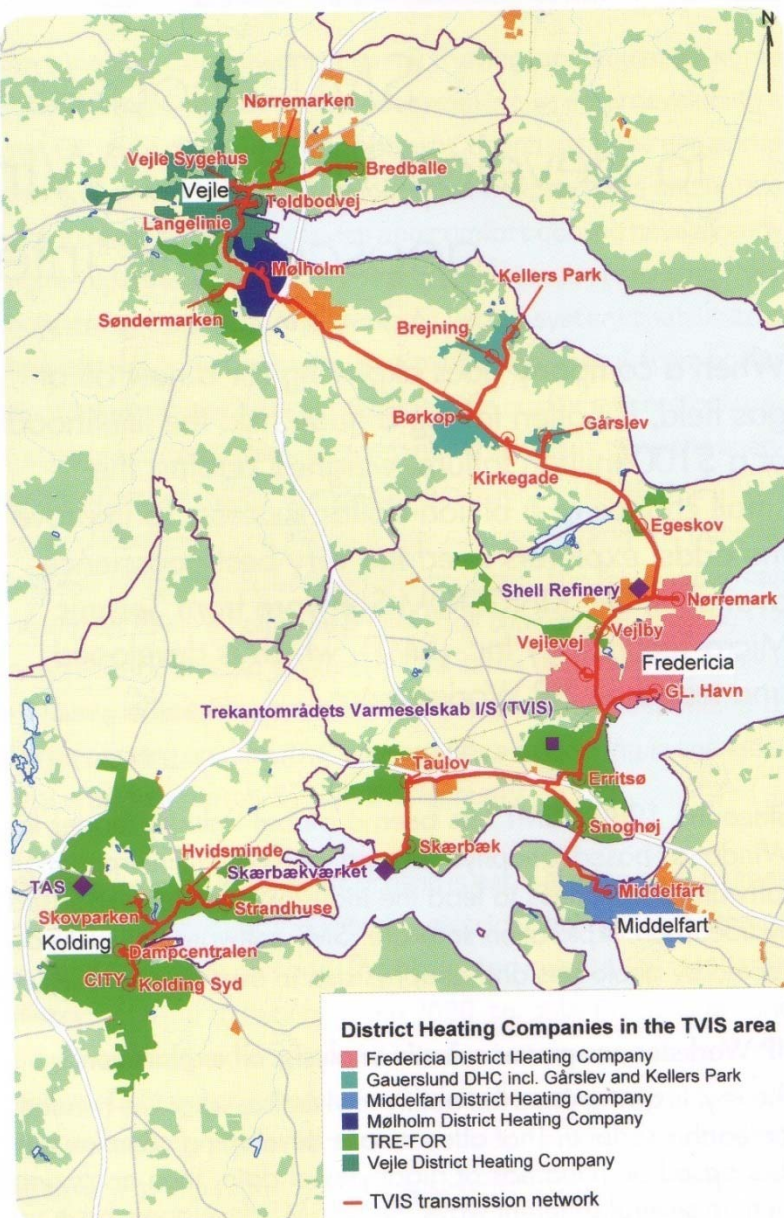 N
Nørremarken
Vejle Sygehus
Bredballe
Vejle
Toldbodvej
Langelinie
Mølholm
Kellers Park
Søndermarken
Brejning
Børkop
Gårslev
Kirkegade
Egeskov
Shell Refinery
Nørremark
Vejlby
Vejlevej
Fredericia
GL. Havn
Trekantområdets Varmeselskab I/S (TVIS)
Taulov
Erritsø
Snoghøj
Skærbæk
Hvidsminde
Skærbækværket
TAS
Middelfart
Skovparken
Strandhuse
Middelfart
Kolding
Dampcentralen
CITY
Kolding Syd
District Heating Companies in the TVIS area
Fredericia District Heating Company
Gauerslund DHC incl. Gårslev and Kellers Park
Middelfart District Heating Company
Mølholm District Heating Company
TRE-FOR
Vejle District Heating Company
TVIS transmission network